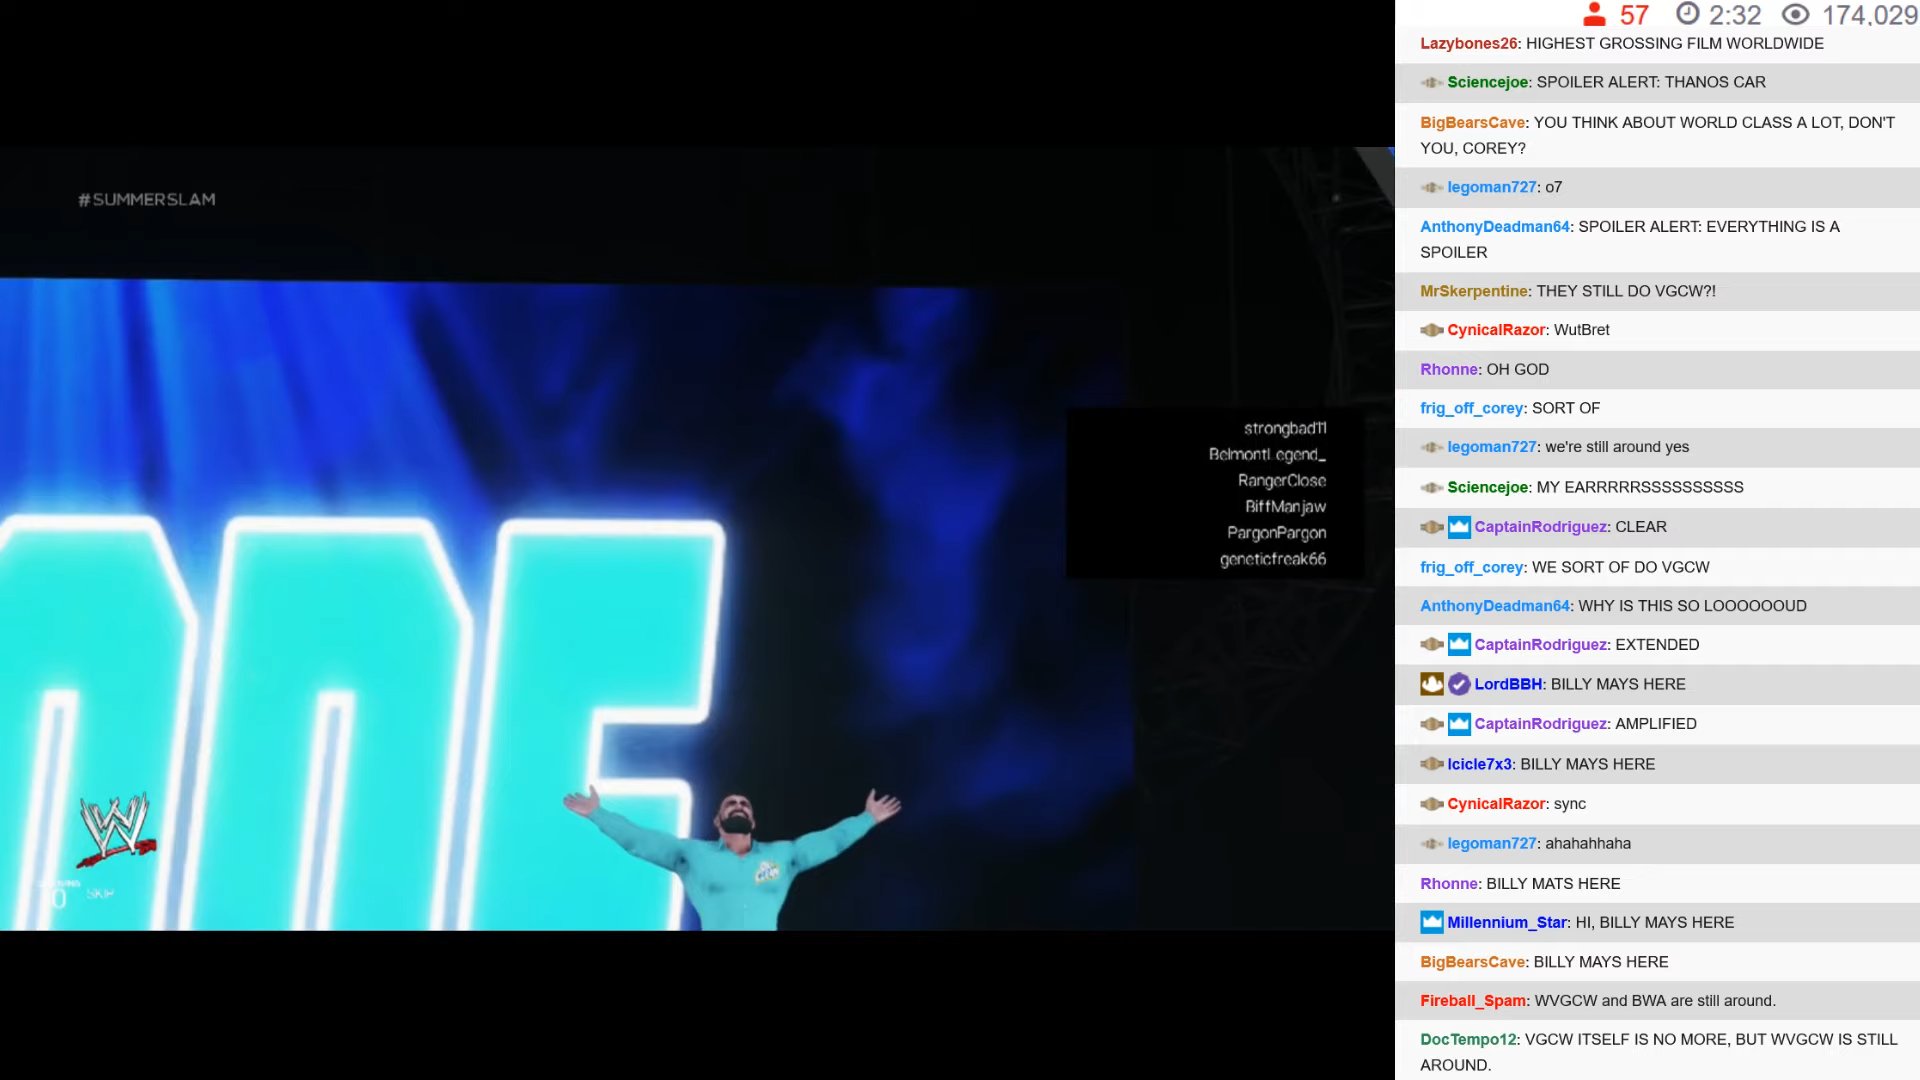 #SUMMERSLAM
strongbad11
BelmontLegend_
RangerClose
BiffManjaw
PargonPargon
geneticfreak66
W
SKIP
57 2:32 174,029
Lazybones26: HIGHEST GROSSING FILM WORLDWIDE
Sciencejoe: SPOILER ALERT: THANOS CAR
BigBearsCave: YOU THINK ABOUT WORLD CLASS A LOT, DON'T
YOU, COREY?
legoman727: o7
AnthonyDeadman64: SPOILER ALERT: EVERYTHING IS A
SPOILER
MrSkerpentine: THEY STILL DO VGCW?!
CynicalRazor: WutBret
Rhonne: OH GOD
frig_off_corey: SORT OF
legoman727: we're still around yes
Sciencejoe: MY EARRRRRSSSSSSSSSS
CaptainRodriguez: CLEAR
frig_off_corey: WE SORT OF DO VGCW
AnthonyDeadman64: WHY IS THIS SO LOOOOOOUD
CaptainRodriguez: EXTENDED
LordBBH: BILLY MAYS HERE
CaptainRodriguez: AMPLIFIED
Icicle7x3: BILLY MAYS HERE
CynicalRazor: sync
legoman727: ahahahhaha
Rhonne: BILLY MATS HERE
Millennium_Star: HI, BILLY MAYS HERE
BigBearsCave: BILLY MAYS HERE
Fireball_Spam: WVGCW and BWA are still around.
DocTempo12: VGCW ITSELF IS NO MORE, BUT WVGCW IS STILL
AROUND.